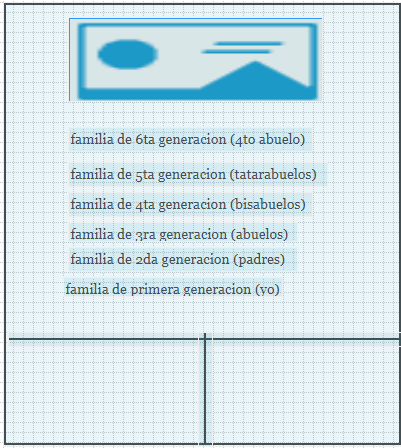 familia de 6ta generacion (4to abuelo)
familia de 5ta generacion (tatarabuelos)
familia de 4ta generacion (bisabuelos)
familia de 3ra generacion (abuelos)
familia de 2da generacion (padres)
familia de primera generacion (yo)